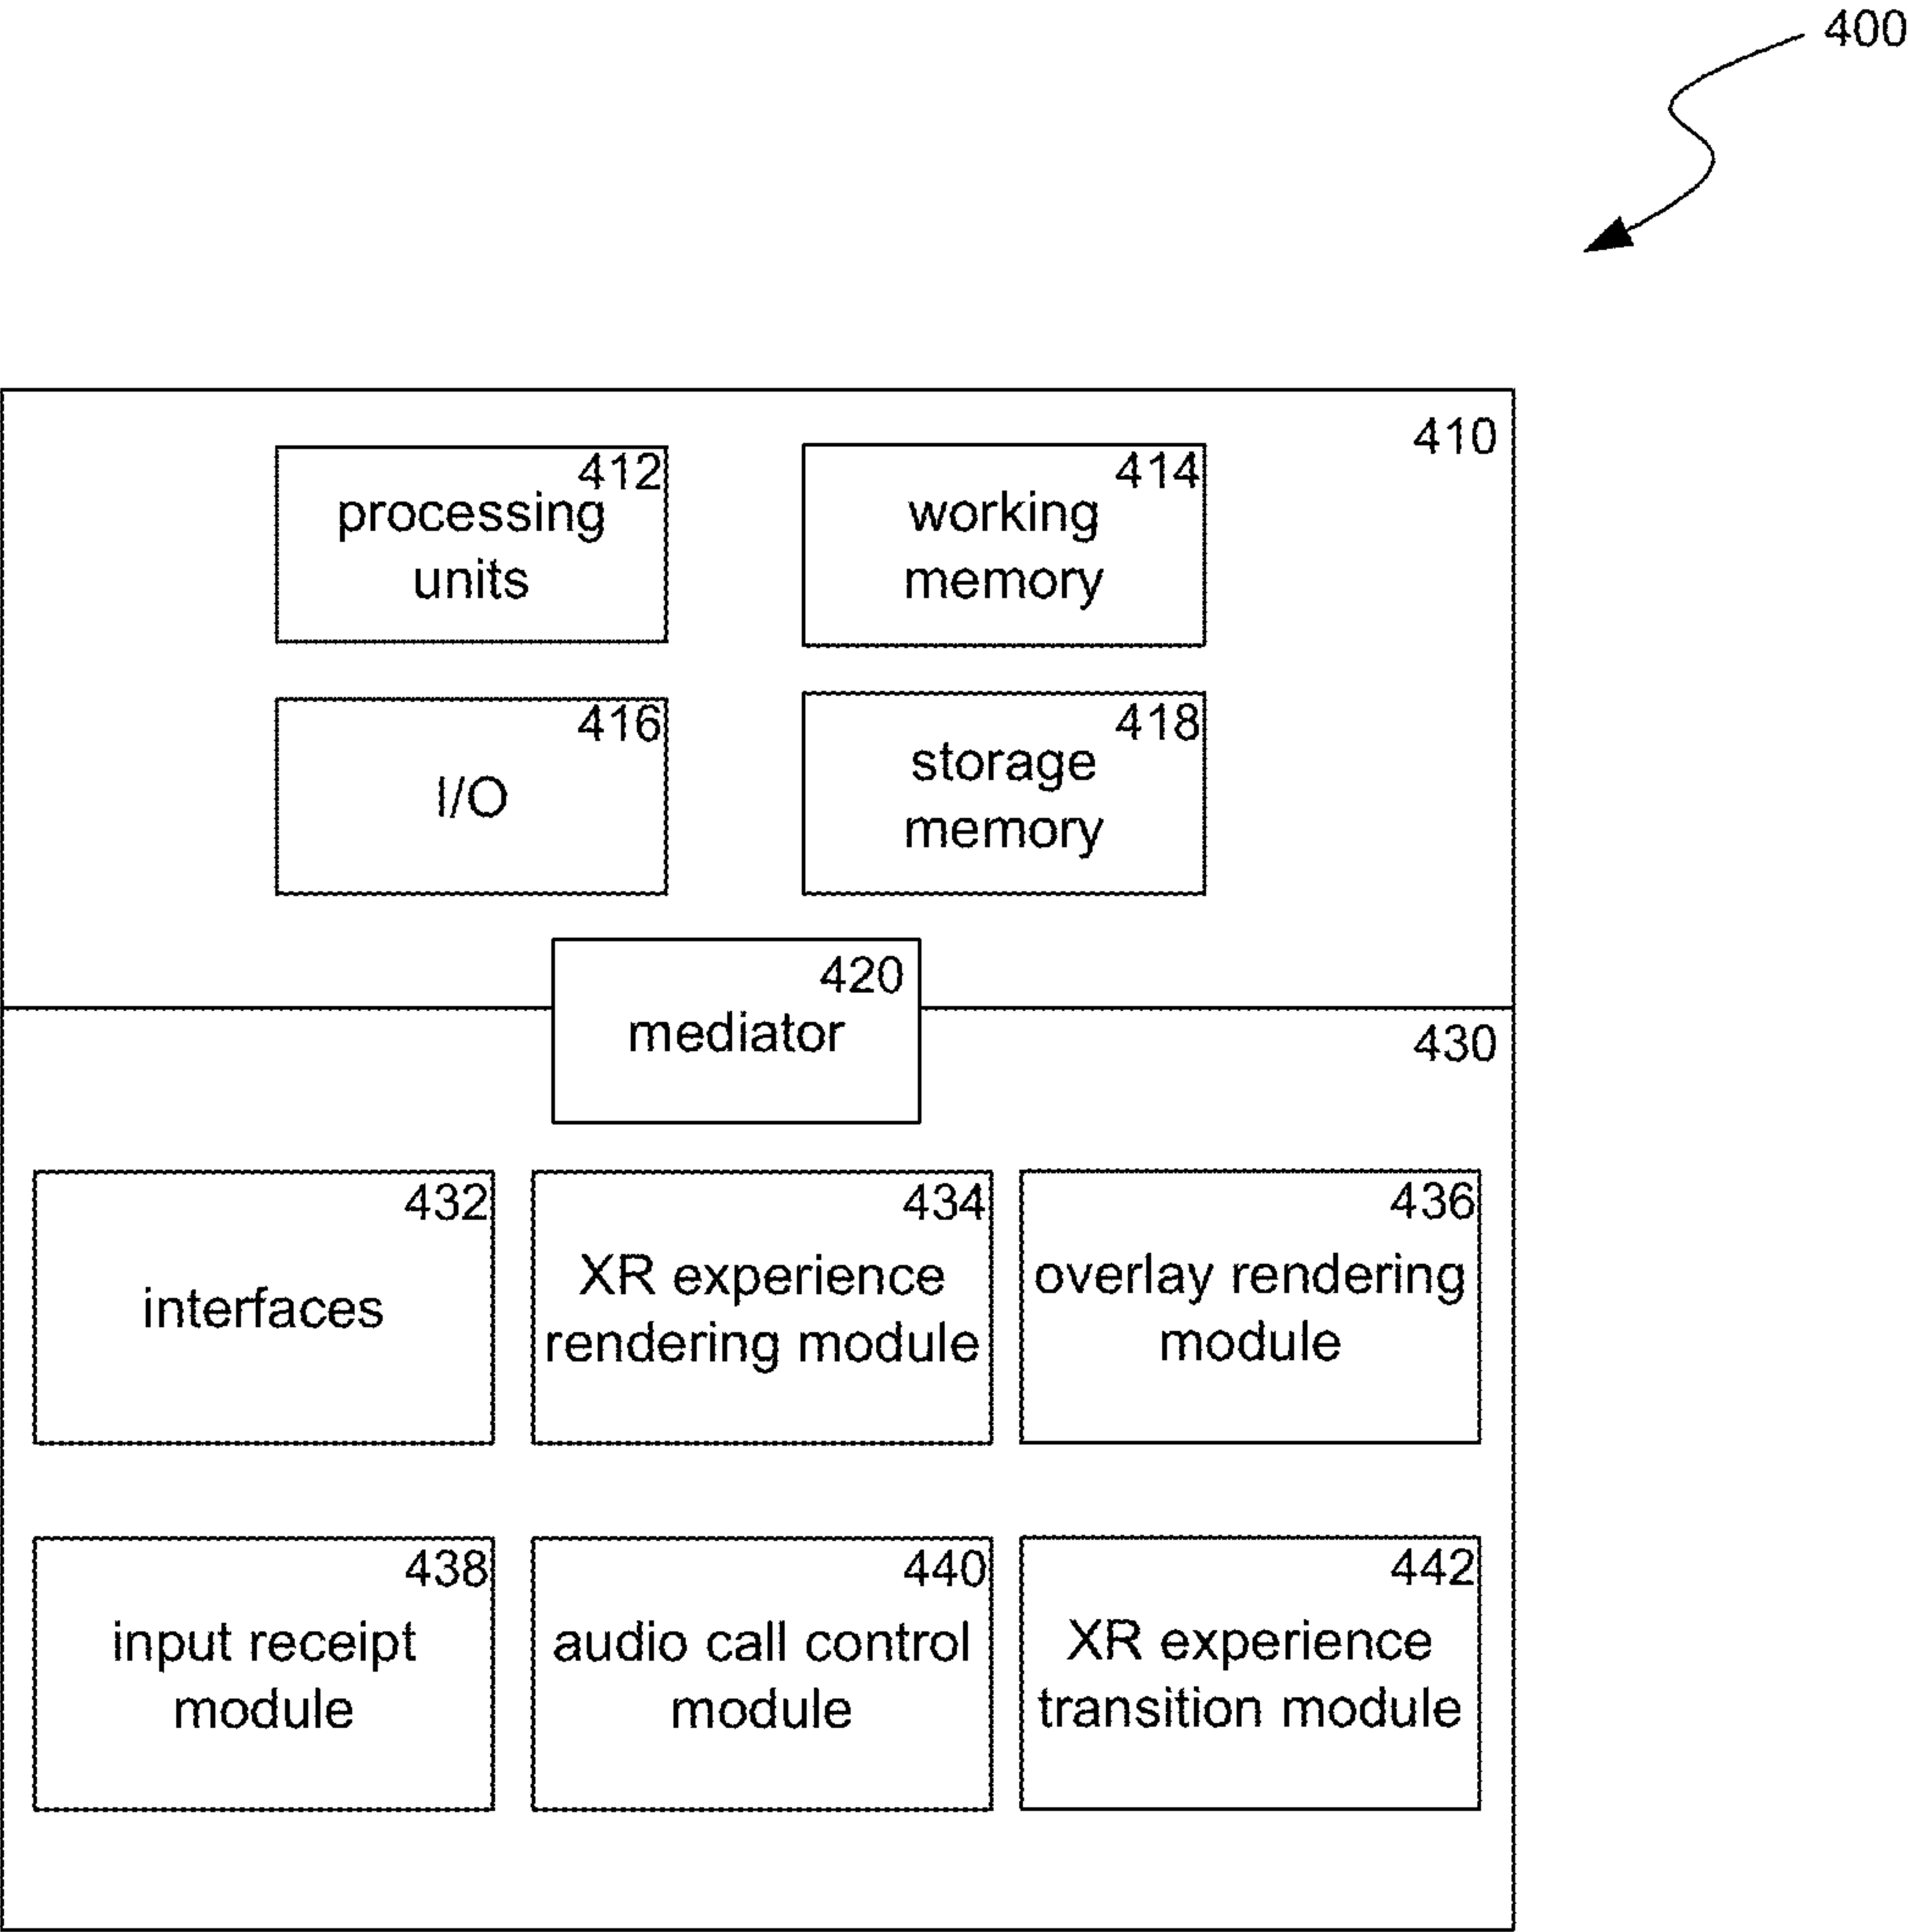 400
410
412
processing
units
414
working
memory
416
I/O
418
storage
memory
420
mediator
430
432
interfaces
434
XR experience
rendering module
436
overlay rendering
module
438
input receipt
module
440
audio call control
module
442
XR experience
transition module